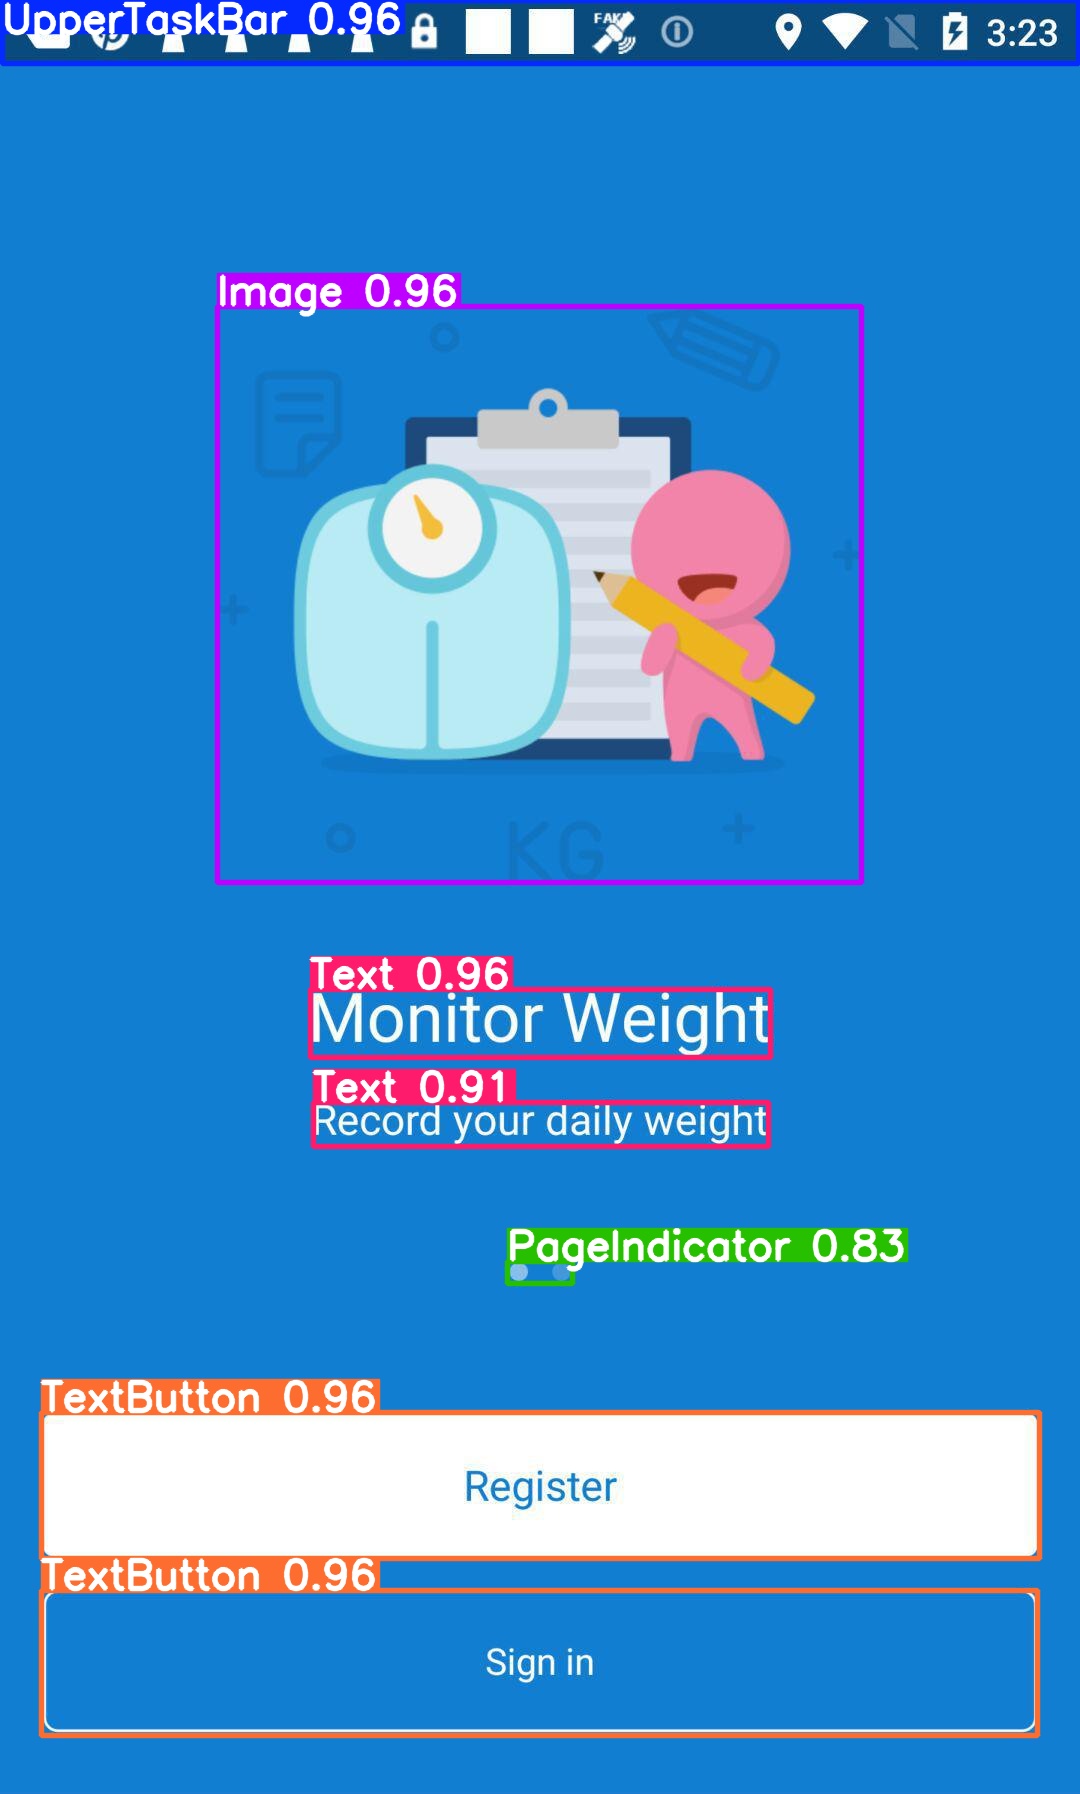 UpperTaskBar 0.96
FAKE
3:23
Image 0.96
KG
Text 0.96
Monitor Weight
Text 0.91
Record your daily weight
PageIndicator 0.83
TextButton 0.96
Register
TextButton 0.96
Sign in